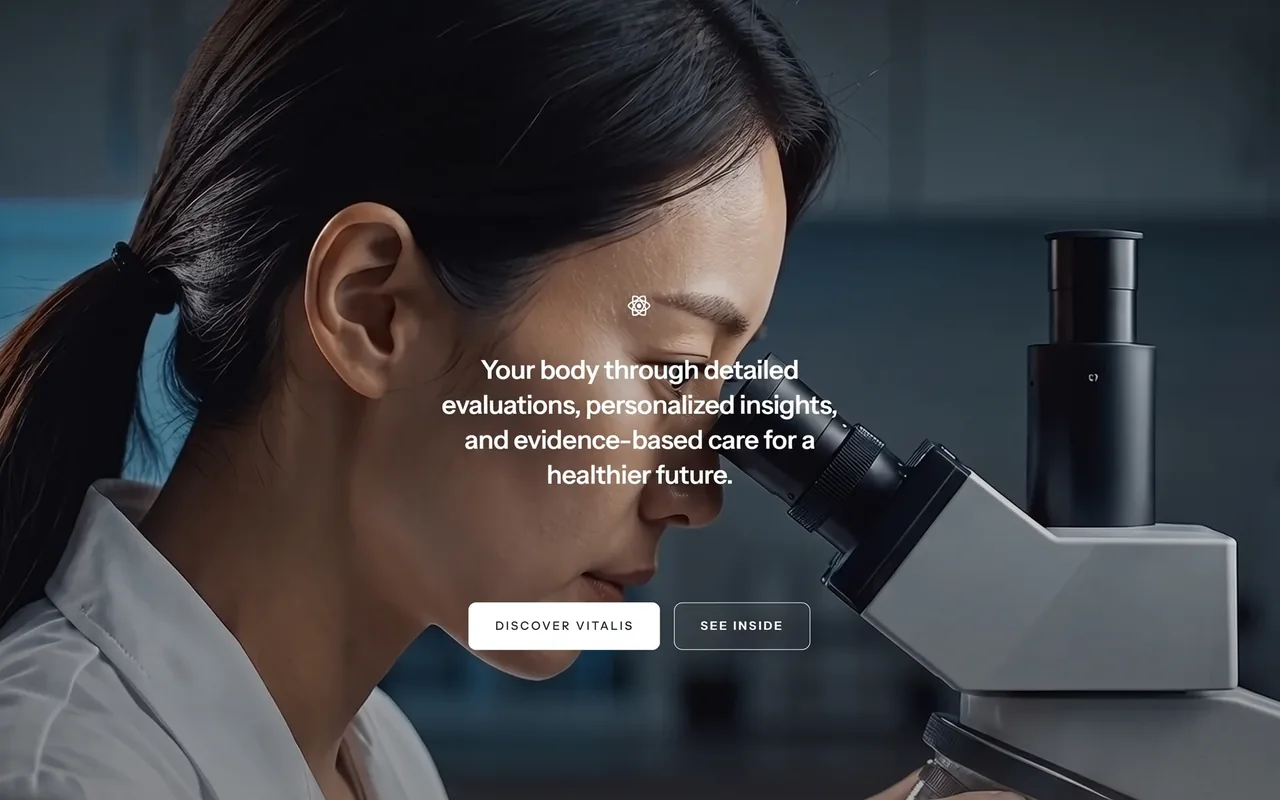 Your body through detailed
evaluations, personalized insights,
and evidence-based care for a
healthier future.
DISCOVER VITALIS
SEE INSIDE